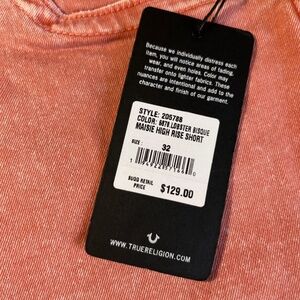 Because we individually distress each
item, you will notice areas of fading,
wear, and even holes. Color may
transfer onto lighter fabrics. These
nuances are intentional and add to the
character and finish of our garment.
STYLE: 205788
COLOR: 6878 LOBSTER BISQUE
MAISIE HIGH RISE SHORT
SIZE :
32
SUGG RETAIL
PRICE
$129.00
WWW.TRUERELIGION.COM